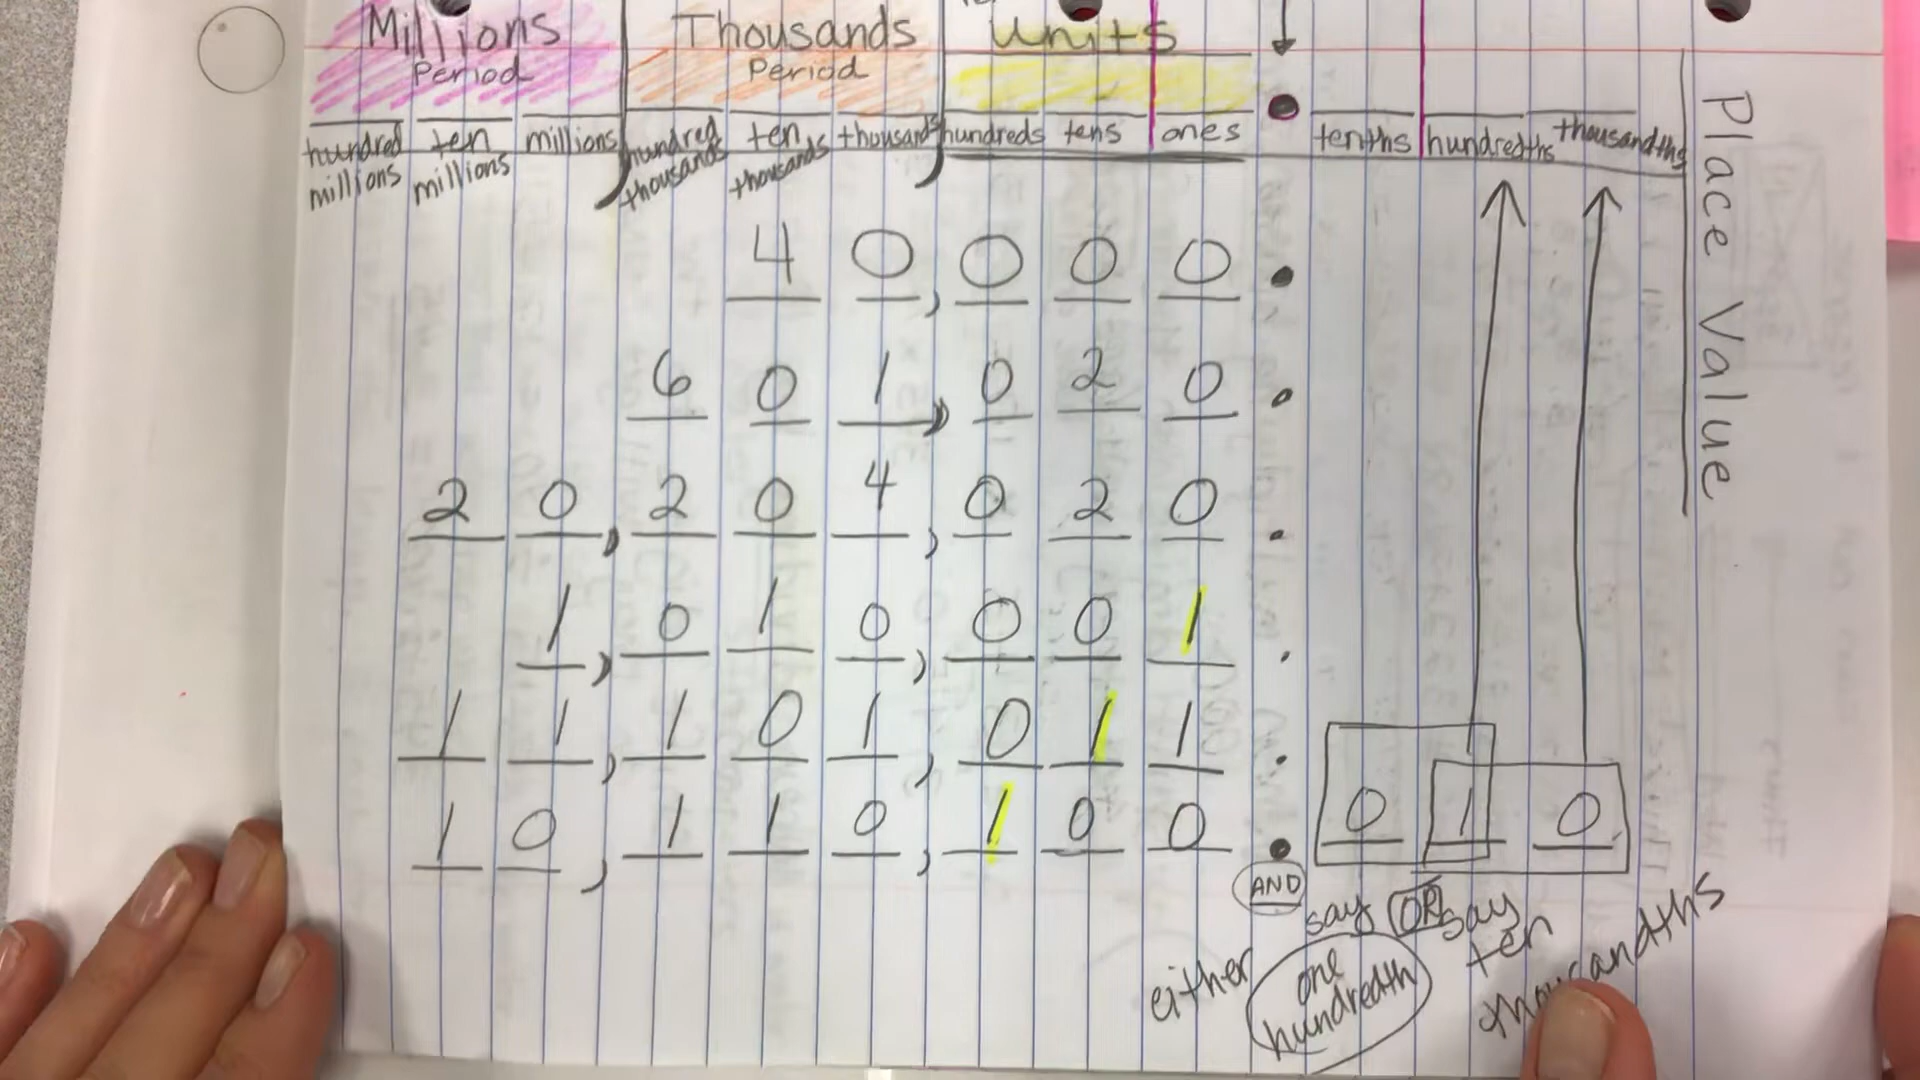 Millions Thousands Units
Period Period
hundred millions ten millions millions hundred thousands ten thousands thousands hundreds tens ones . tenths hundredths thousandths
40,000.
601,020.
20,204,020.
1,010,001.
11,101,011.
10,110,100.010
AND
either say one hundredth OR say ten thousandths
Place Value